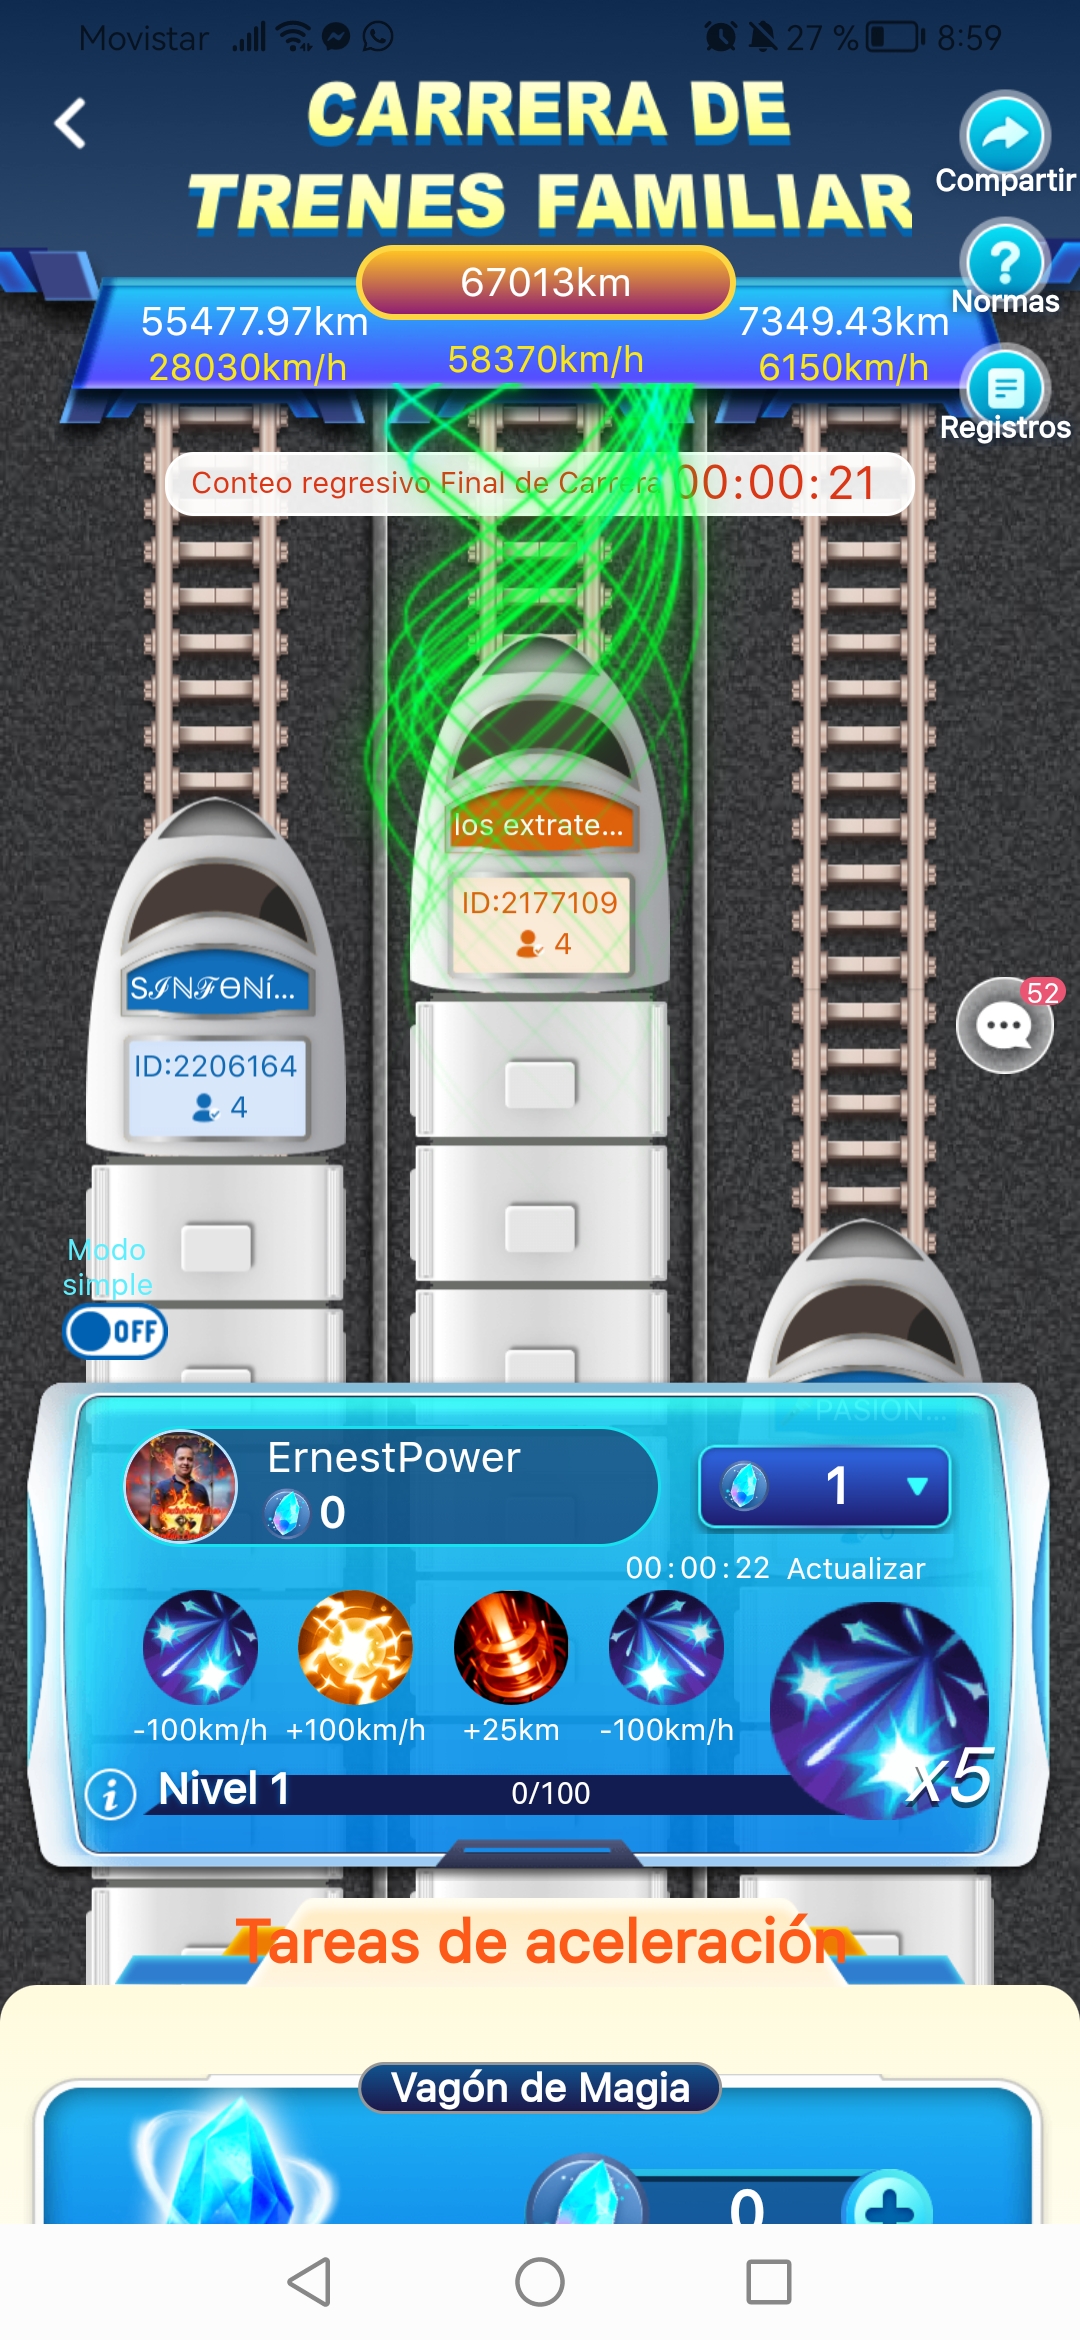 Movistar 27 % 8:59
CARRERA DE
TRENES FAMILIAR
Compartir
67013km
55477.97km
7349.43km
Normas
28030km/h
58370km/h
6150km/h
Registros
Conteo regresivo Final de Carrera 00:00:21
los extrate...
ID:2177109
4
Sℐℕℱ૦ℕí...
ID:2206164
4
52
Modo
simple
OFF
PASION...
ErnestPower
0
1
00:00:22 Actualizar
-100km/h +100km/h +25km -100km/h
x5
Nivel 1 0/100
Tareas de aceleración
Vagón de Magia
0